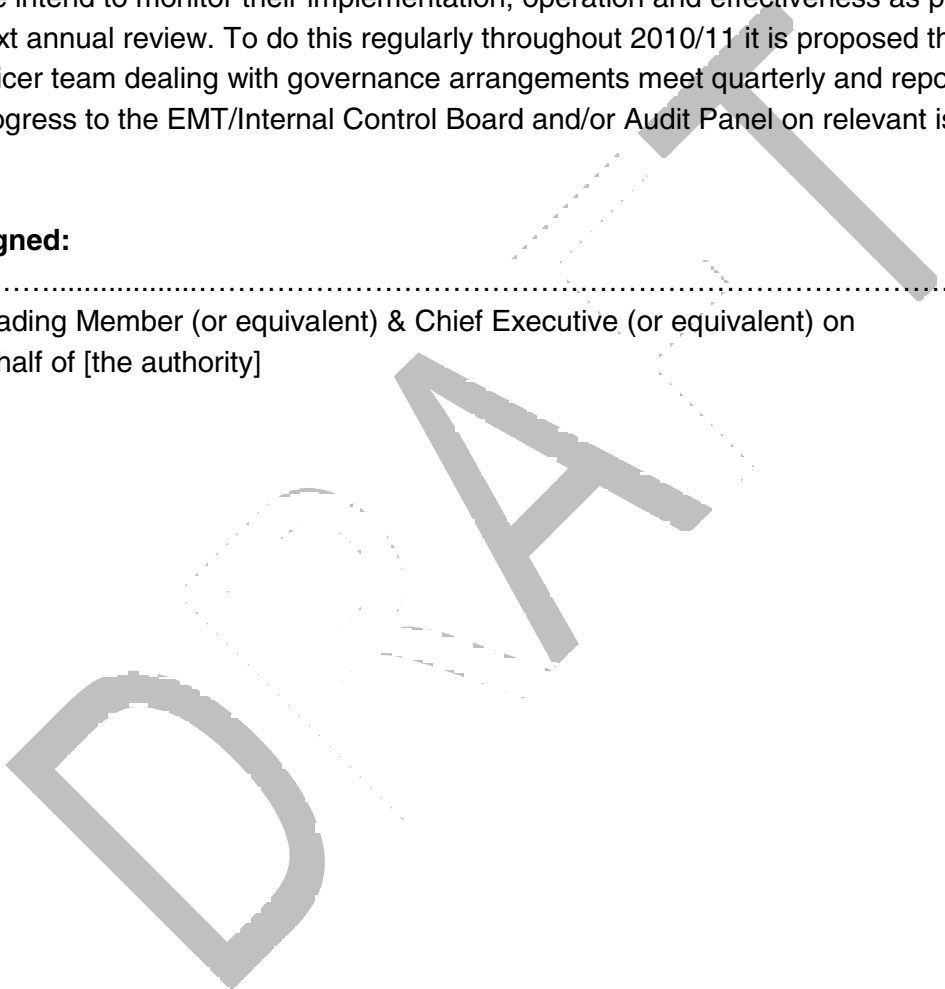 e intend to monitor their implementation, operation and effectiveness as p
xt annual review. To do this regularly throughout 2010/11 it is proposed th
icer team dealing with governance arrangements meet quarterly and repo
ogress to the EMT/Internal Control Board and/or Audit Panel on relevant is
gned:
……..................…………………………………………………………………………
ading Member (or equivalent) & Chief Executive (or equivalent) on
half of [the authority]
DRAFT